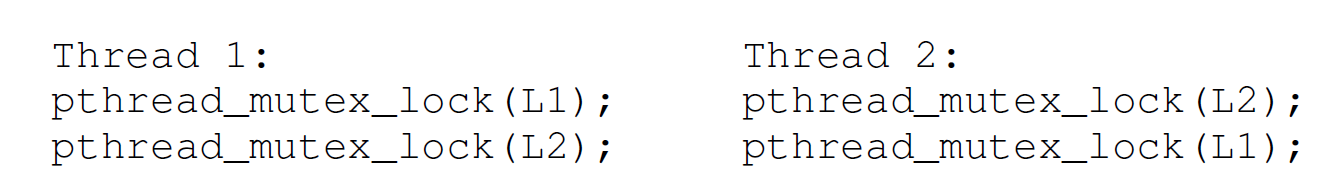 Thread 1:
pthread_mutex_lock(L1);
pthread_mutex_lock(L2);
Thread 2:
pthread_mutex_lock(L2);
pthread_mutex_lock(L1);